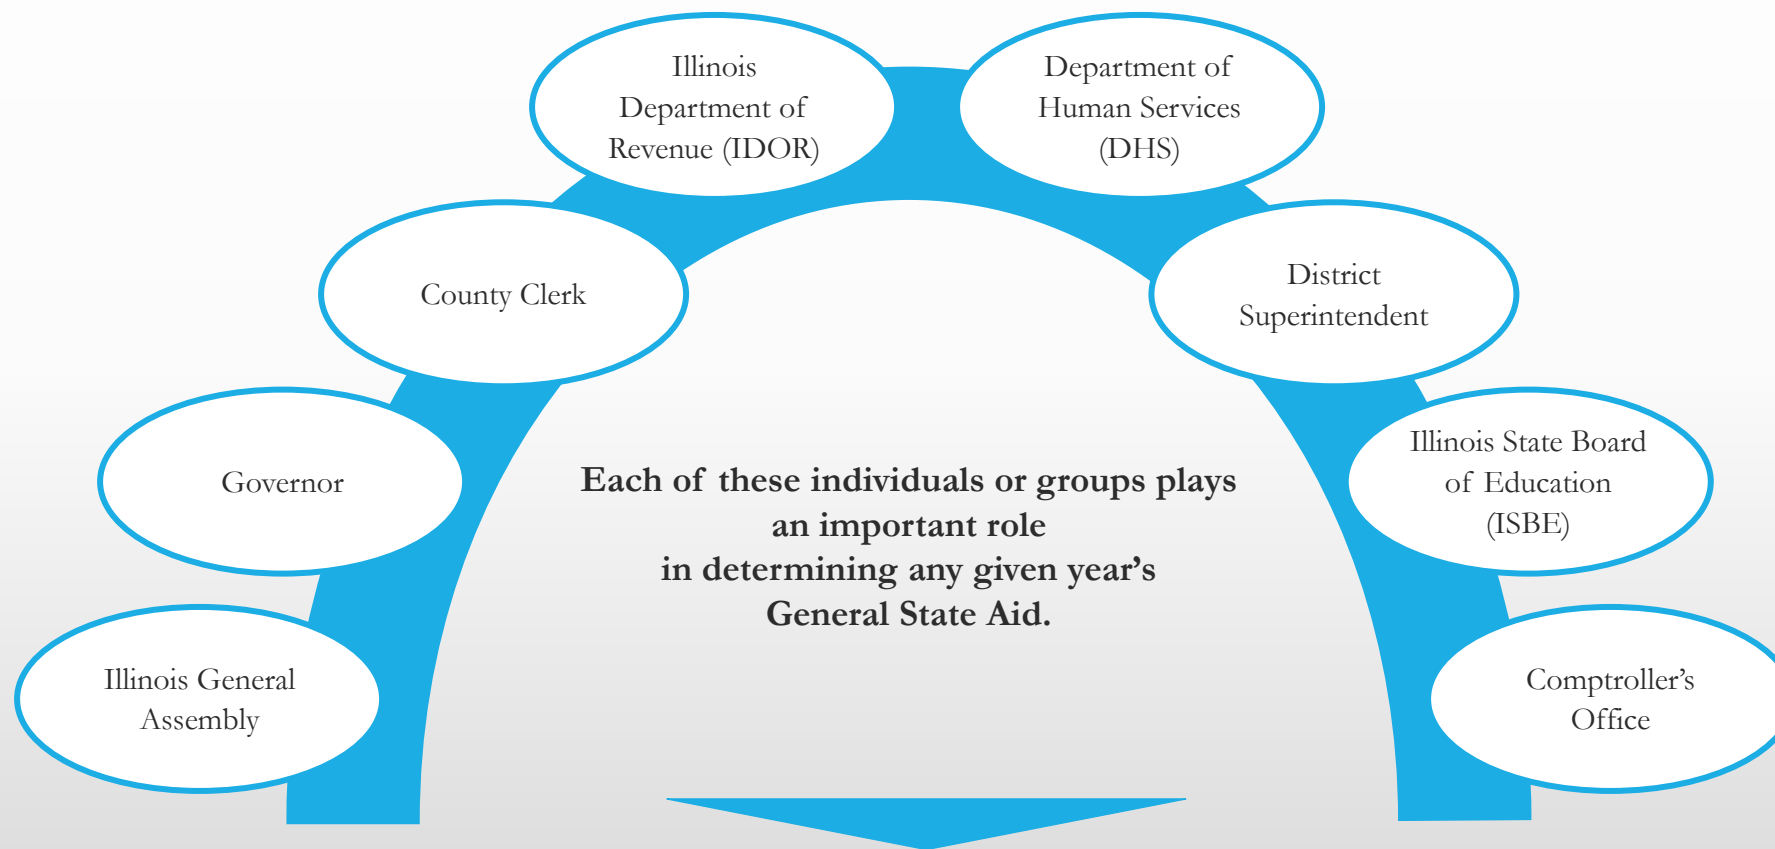 Illinois
Department of
Revenue (IDOR)
Department of
Human Services
(DHS)
County Clerk
District
Superintendent
Governor
Illinois State Board
of Education
(ISBE)
Each of these individuals or groups plays
an important role
in determining any given year’s
General State Aid.
Illinois General
Assembly
Comptroller’s
Office